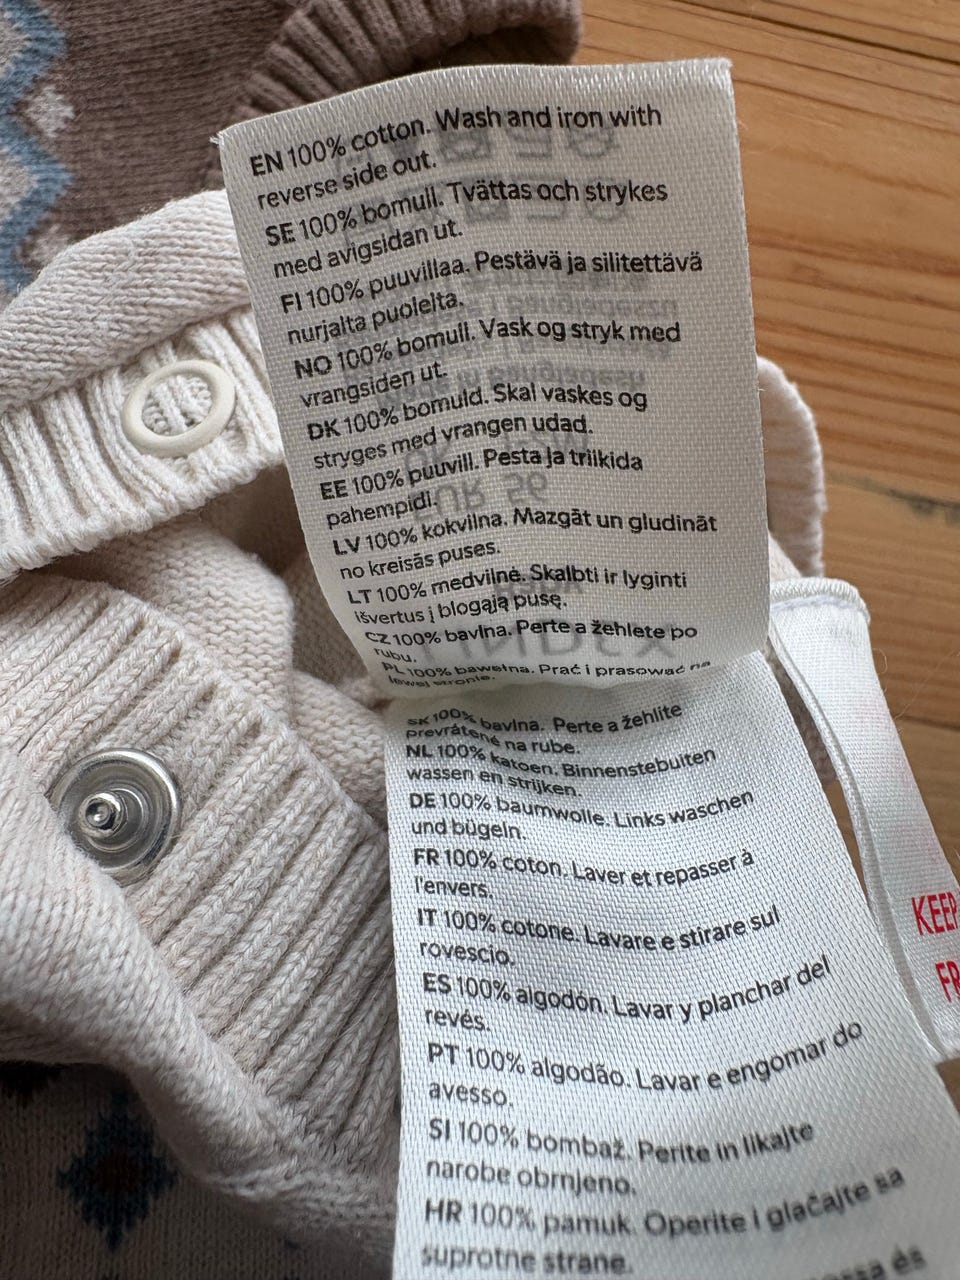 EN 100% cotton. Wash and iron with
reverse side out.
SE 100% bomull. Tvättas och strykes
med avigsidan ut.
FI 100% puuvillaa. Pestävä ja silitettävä
nurjalta puolelta.
NO 100% bomull. Vask og stryk med
vrangsiden ut.
DK 100% bomuld. Skal vaskes og
stryges med vrangen udad.
EE 100% puuvill. Pesta ja triikida
pahempidi.
LV 100% kokvilna. Mazgāt un gludināt
no kreisās puses.
LT 100% medvilnė. Skalbti ir lyginti
išvertus į blogąją pusę.
CZ 100% bavlna. Perte a žehlete po
rubu.
PL 100% bawełna. Prać i prasować na
lewej stronie.
SK 100% bavlna. Perte a žehlite
prevrátené na rube.
NL 100% katoen. Binnenstebuiten
wassen en strijken.
DE 100% baumwolle. Links waschen
und bügeln.
FR 100% coton. Laver et repasser à
l'envers.
IT 100% cotone. Lavare e stirare sul
rovescio.
ES 100% algodón. Lavar y planchar del
revés.
PT 100% algodão. Lavar e engomar do
avesso.
SI 100% bombaž. Perite in likajte
narobe obrnjeno.
HR 100% pamuk. Operite i glačajte sa
suprotne strane.
és
KEEP
FR